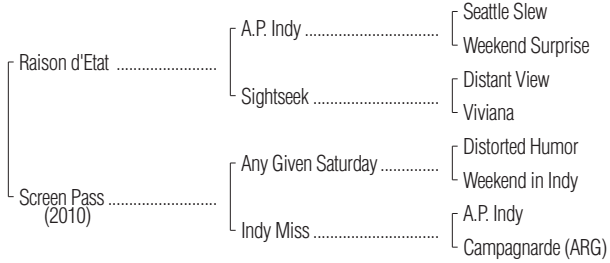 Seattle Slew
A.P. Indy ..............................
Weekend Surprise
Raison d'Etat .......................
Distant View
Sightseek ............................
Viviana
Distorted Humor
Any Given Saturday .............
Weekend in Indy
Screen Pass .........................
(2010)
A.P. Indy
Indy Miss ............................
Campagnarde (ARG)